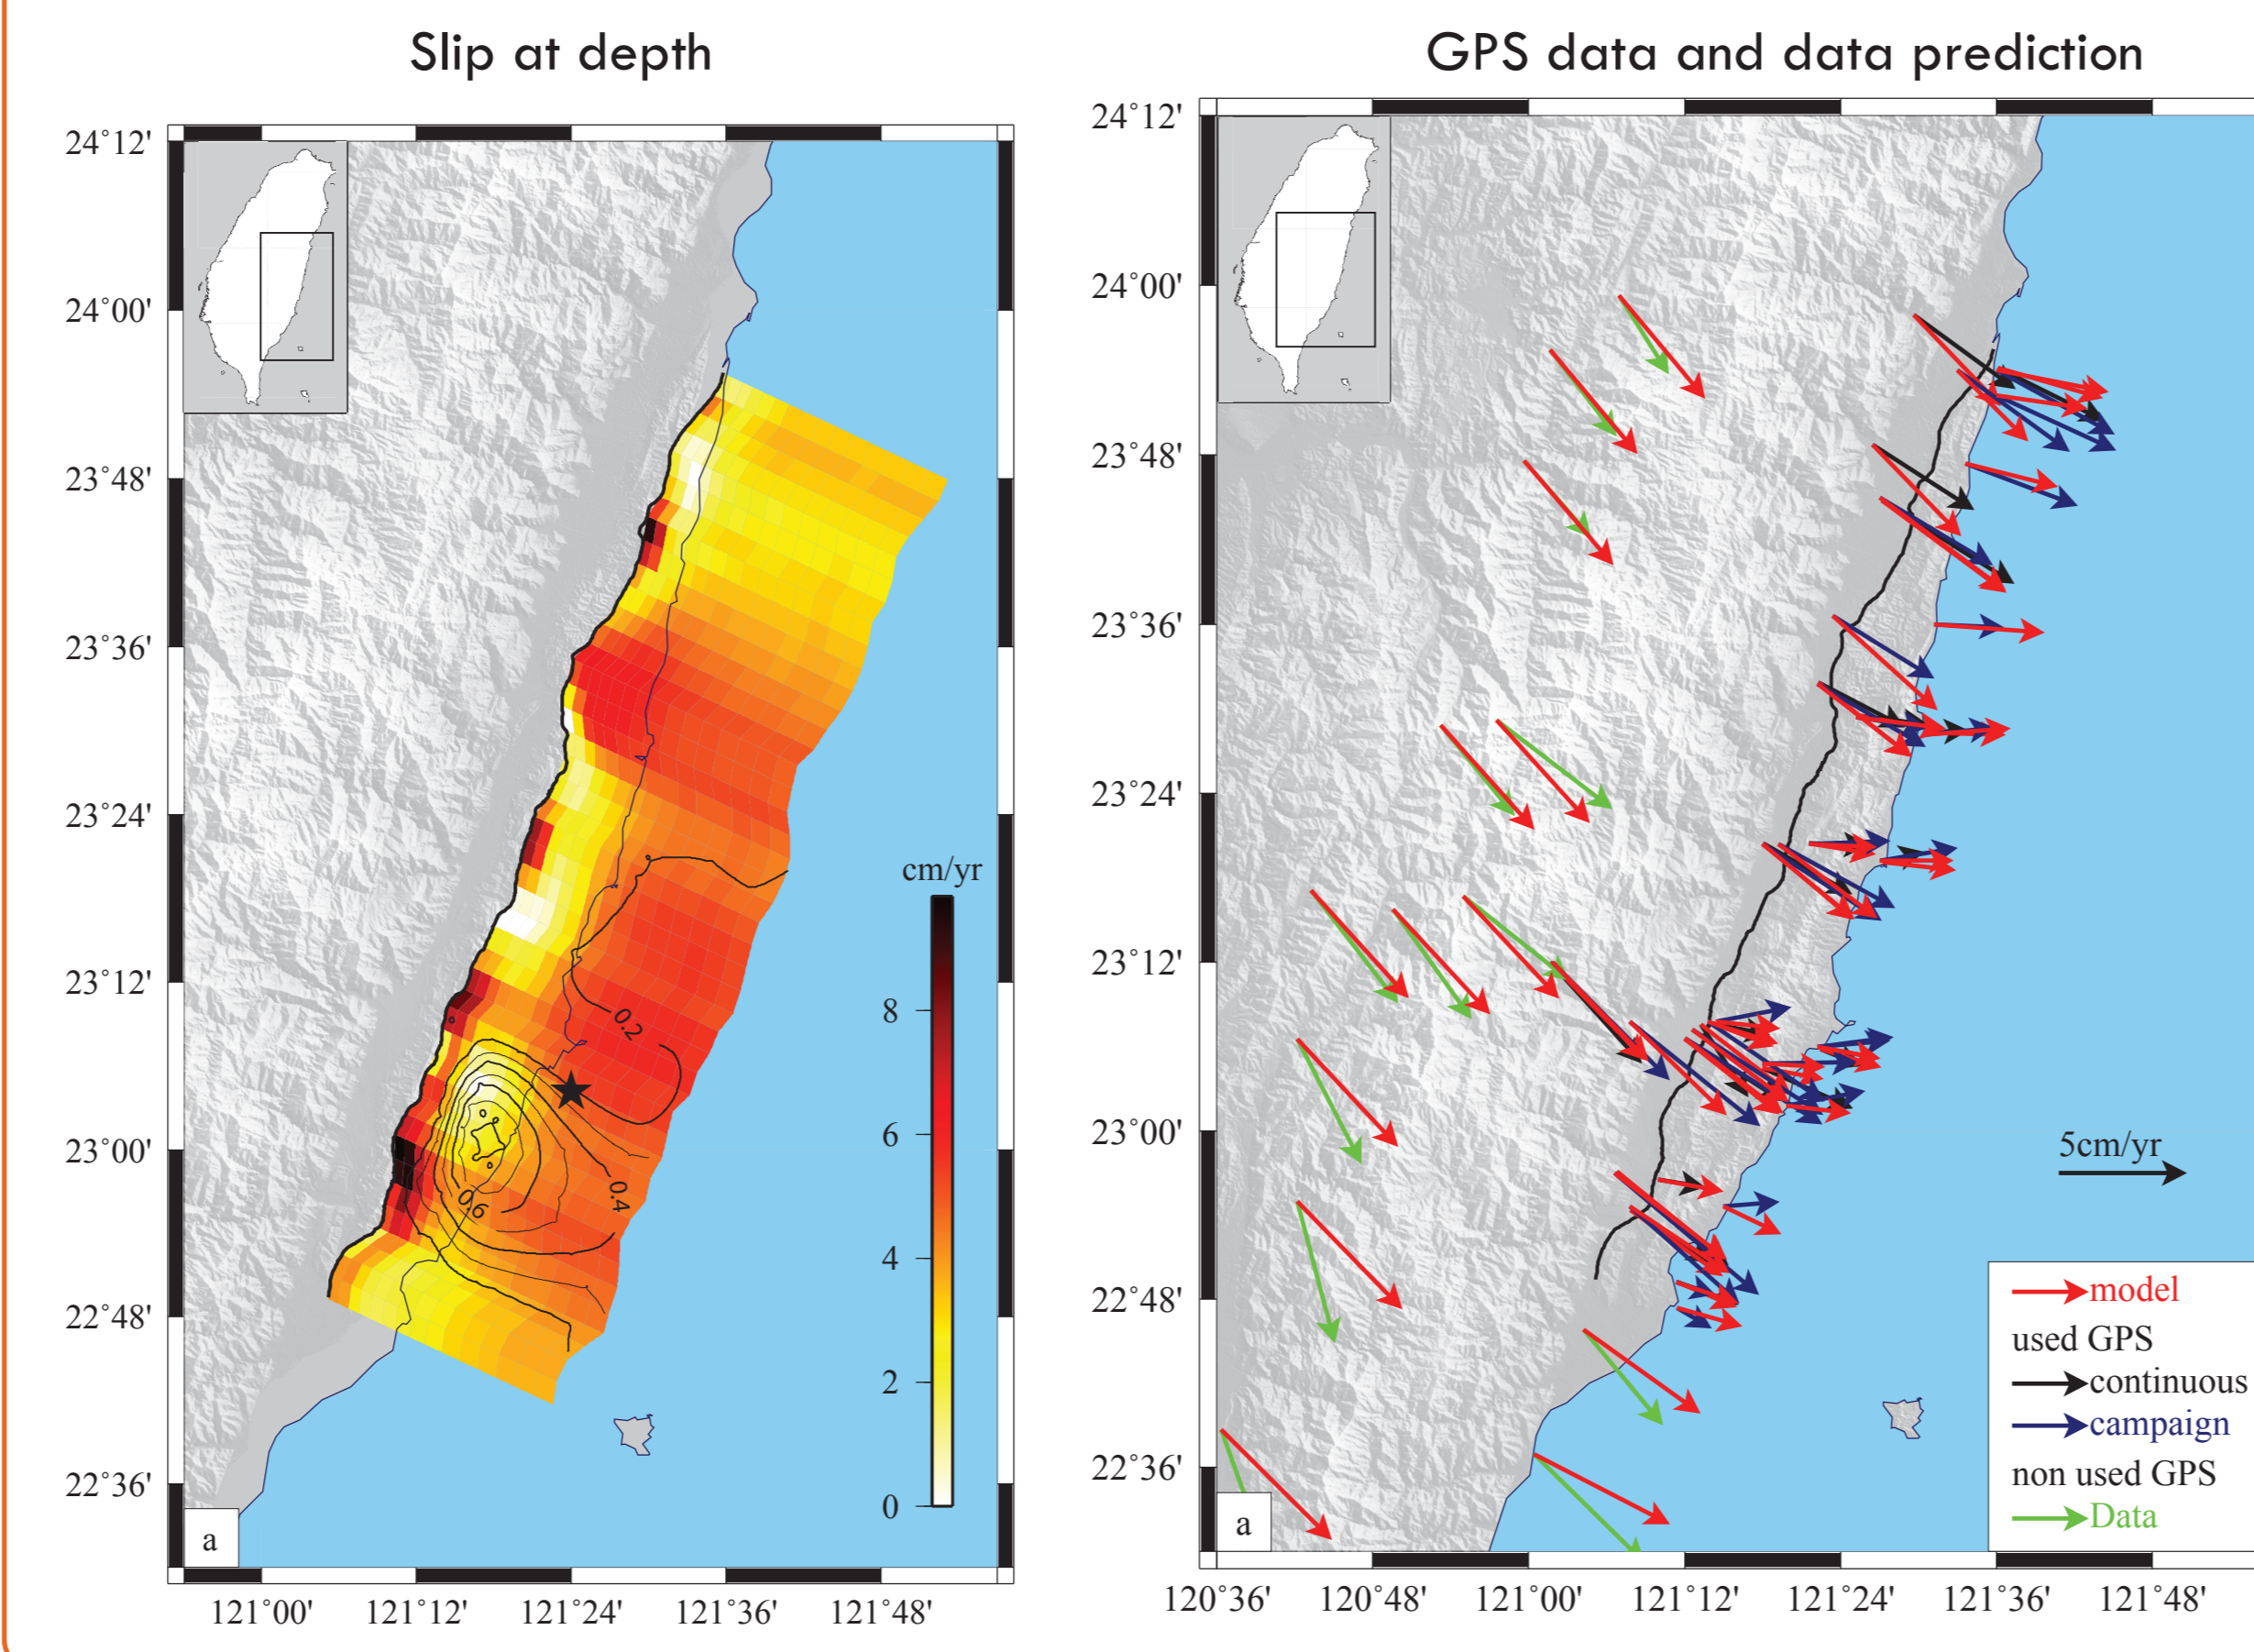 Slip at depth
24°12'
24°00'
23°48'
23°36'
23°24'
23°12'
23°00'
22°48'
22°36'
121°00' 121°12' 121°24' 121°36' 121°48'
cm/yr
8
6
4
2
0
0.2
0.4
0.6
a
GPS data and data prediction
24°12'
24°00'
23°48'
23°36'
23°24'
23°12'
23°00'
22°48'
22°36'
120°36' 120°48' 121°00' 121°12' 121°24' 121°36' 121°48'
5cm/yr
model
used GPS
continuous
campaign
non used GPS
Data
a